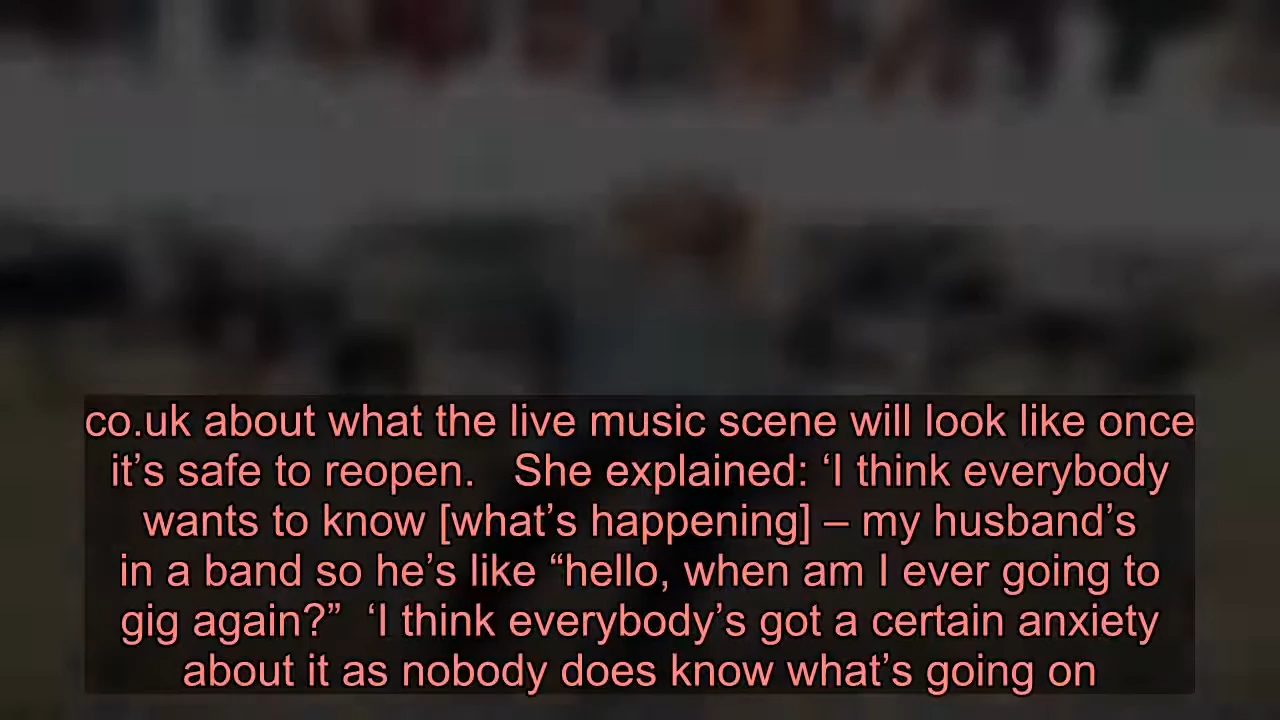 co.uk about what the live music scene will look like once
it’s safe to reopen.   She explained: ‘I think everybody
wants to know [what’s happening] – my husband’s
in a band so he’s like “hello, when am I ever going to
gig again?”  ‘I think everybody’s got a certain anxiety
about it as nobody does know what’s going on